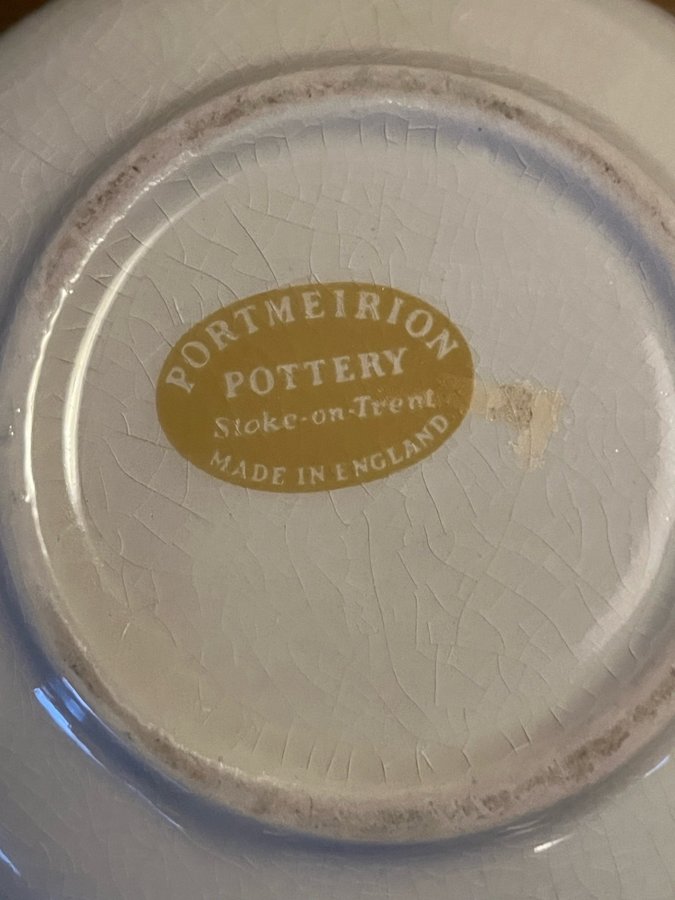 PORTMEIRION
POTTERY
Stoke-on-Trent
MADE IN ENGLAND